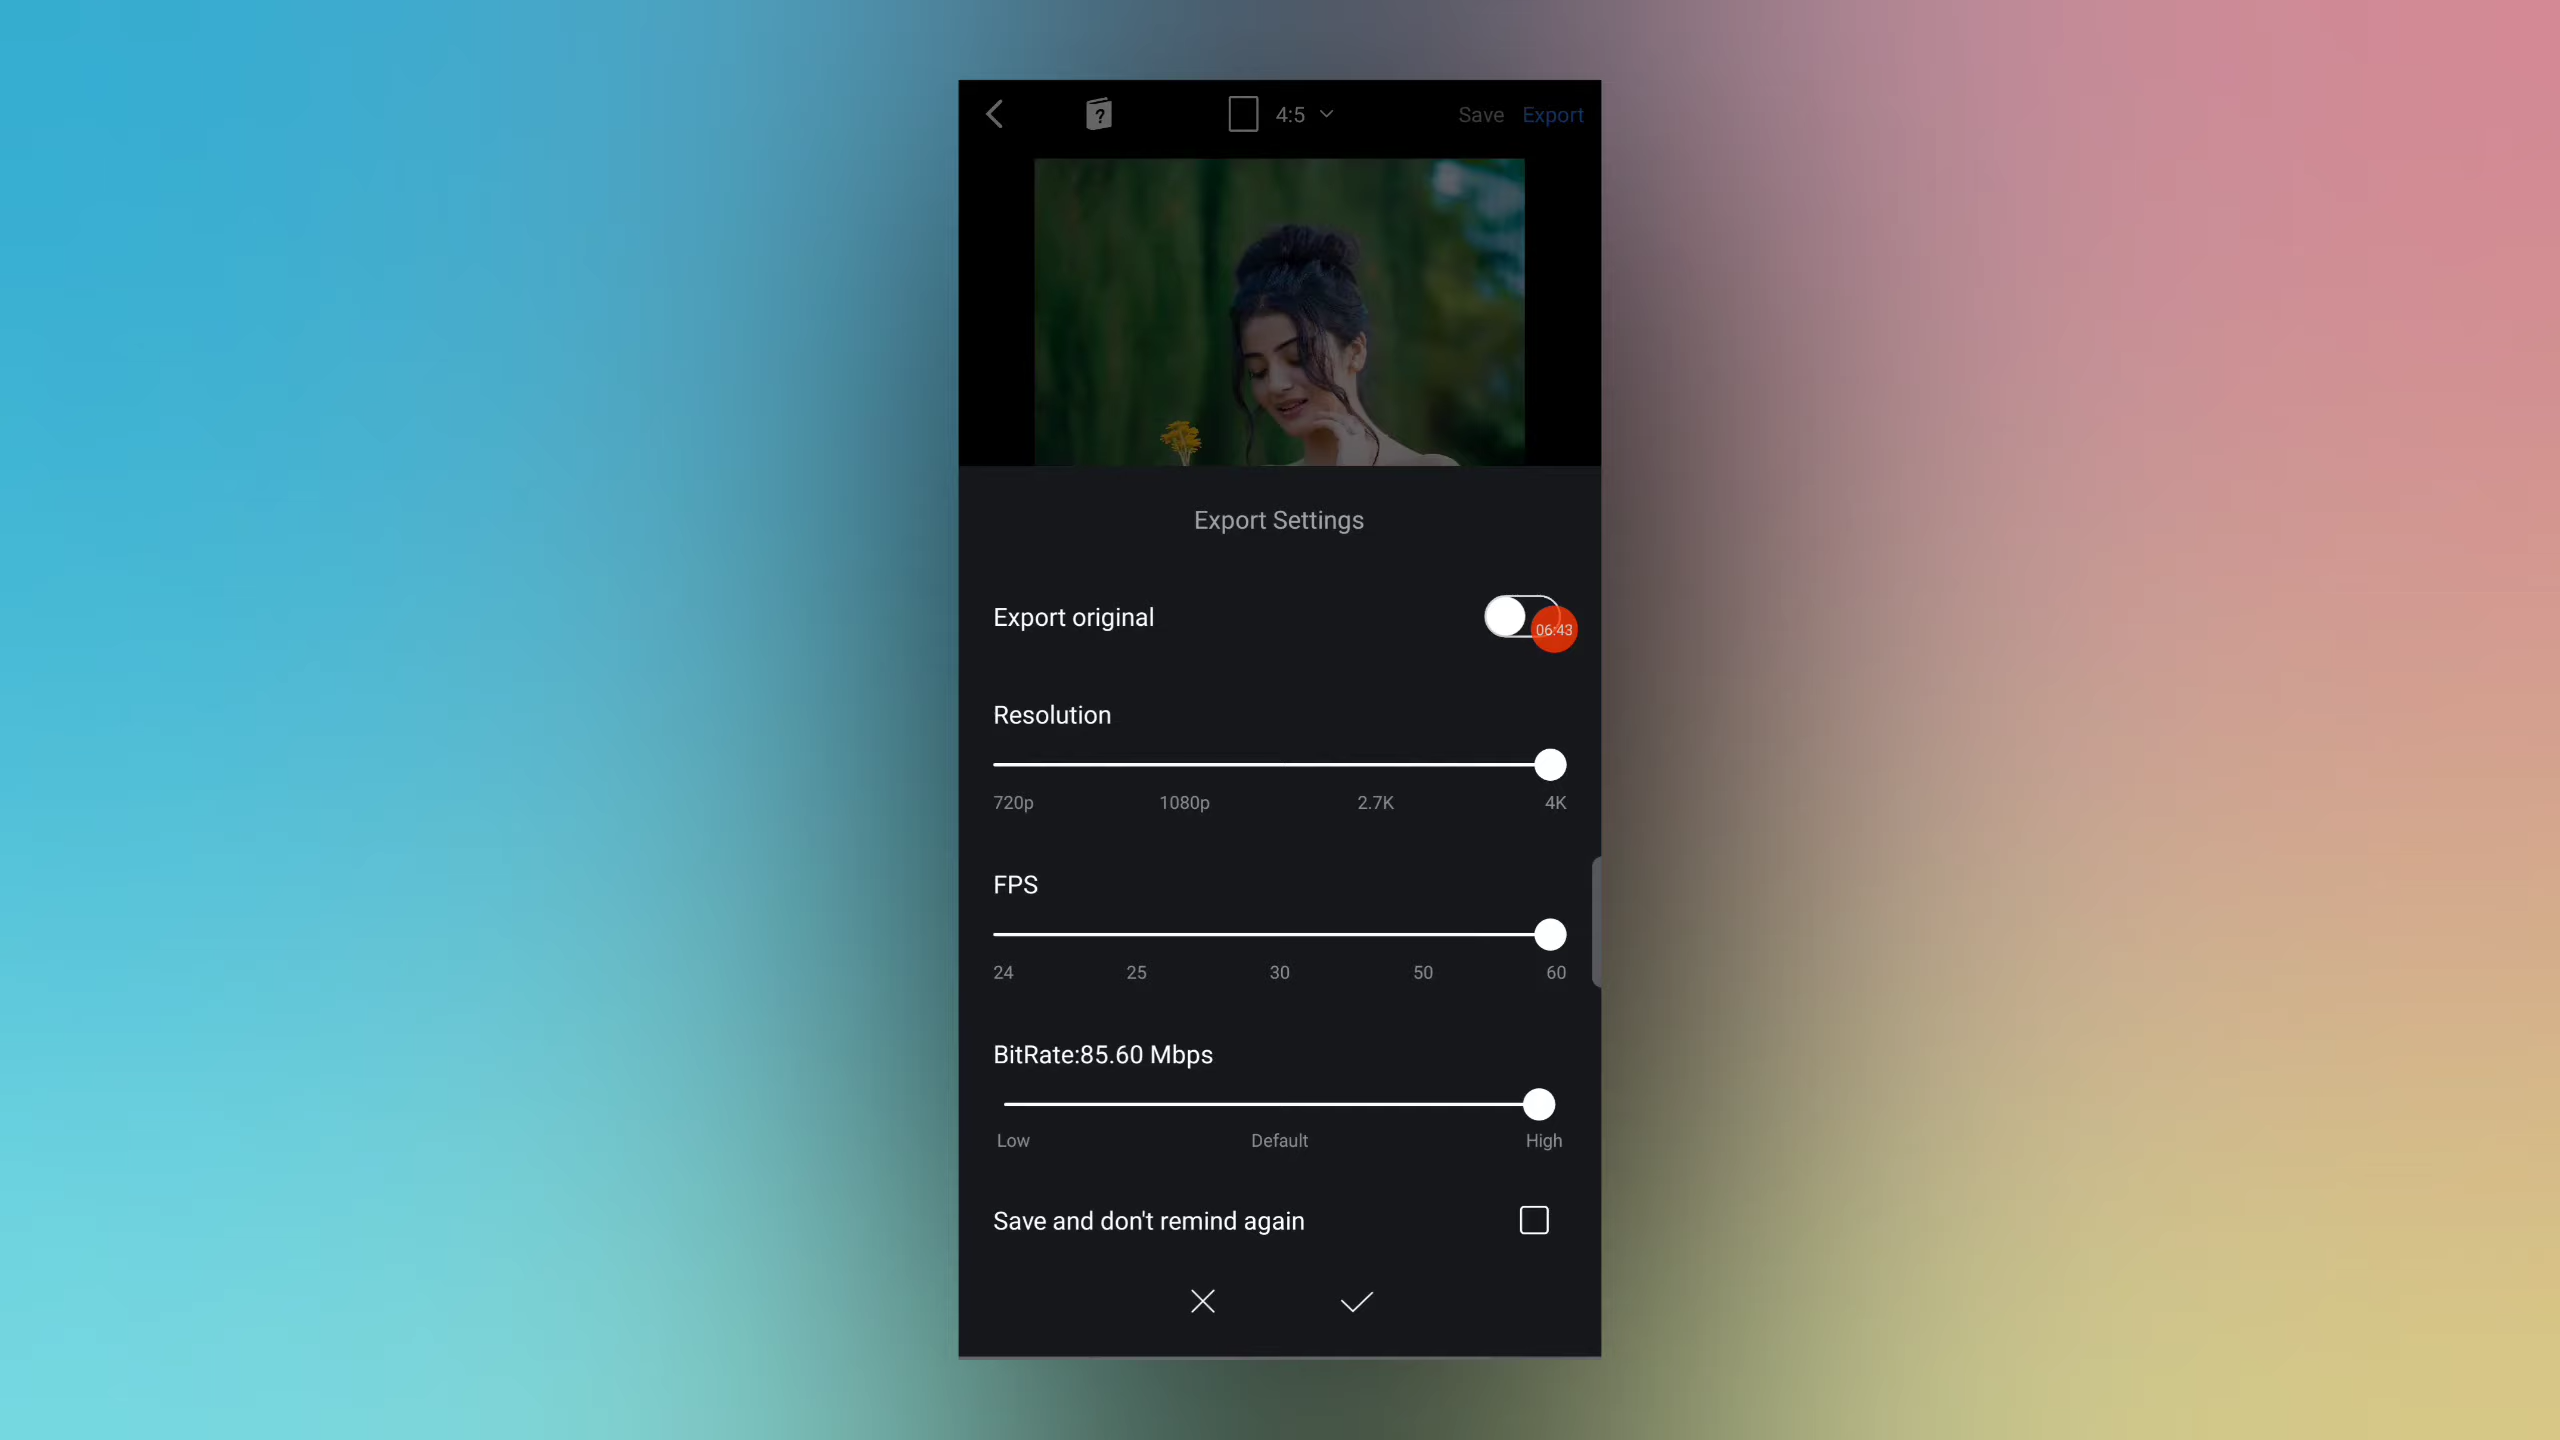 ?
4:5
Save Export
Export Settings
Export original
06:43
Resolution
720p 1080p 2.7K 4K
FPS
24 25 30 50 60
BitRate:85.60 Mbps
Low Default High
Save and don't remind again